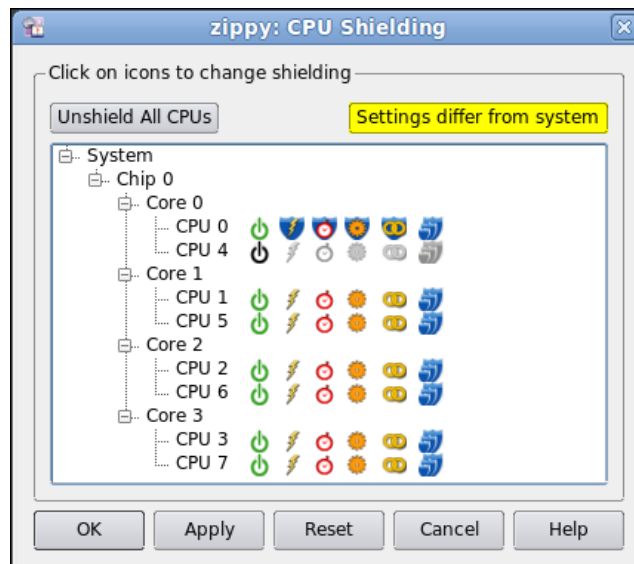 zippy: CPU Shielding
Click on icons to change shielding
Unshield All CPUs
Settings differ from system
System
Chip 0
Core 0
CPU 0
CPU 4
Core 1
CPU 1
CPU 5
Core 2
CPU 2
CPU 6
Core 3
CPU 3
CPU 7
OK Apply Reset Cancel Help